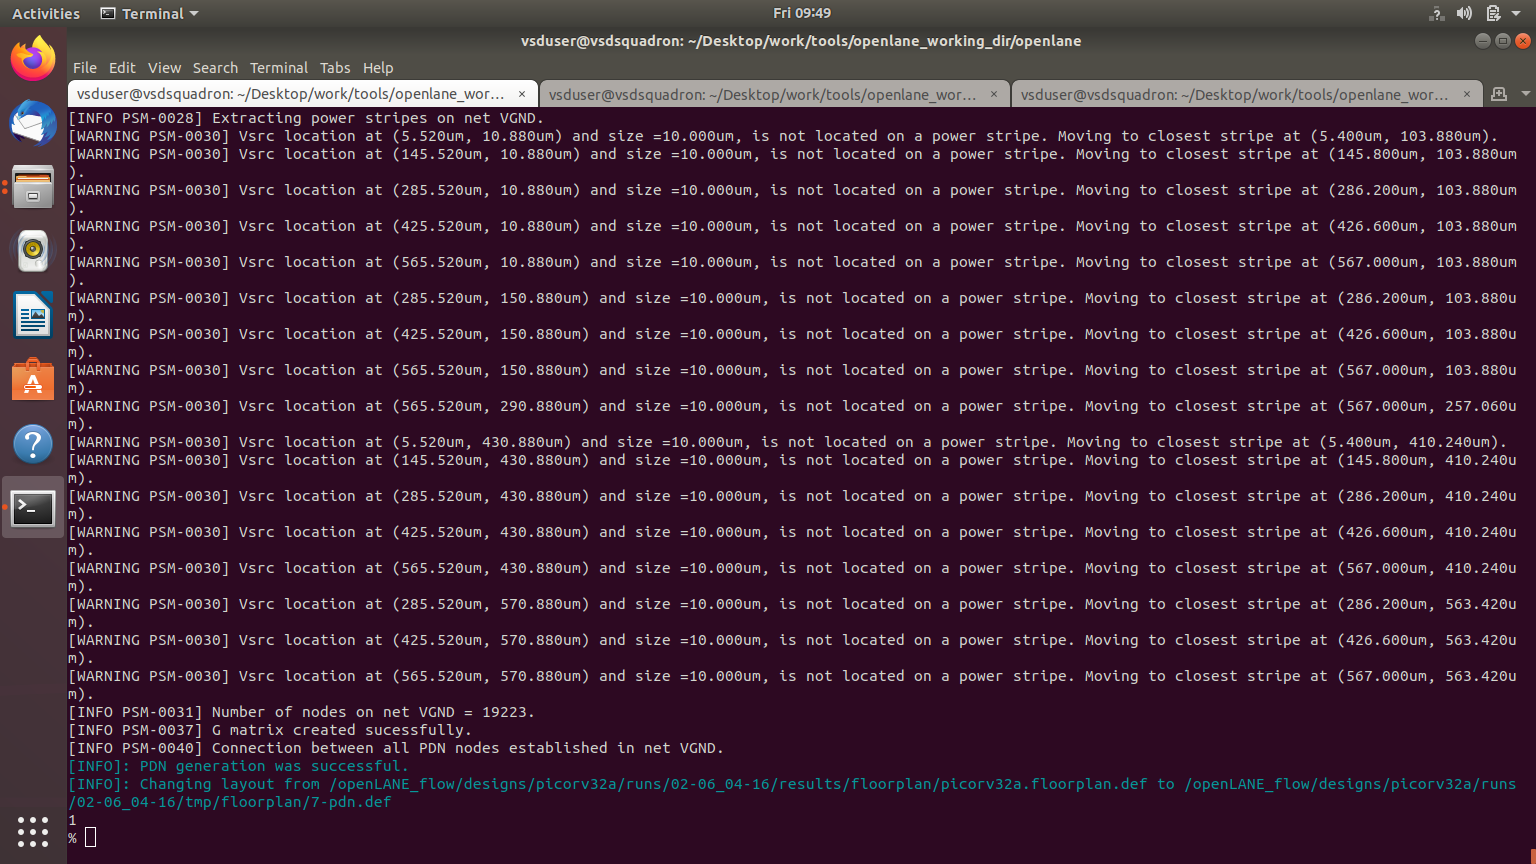 Activities
Terminal
Fri 09:49
vsduser@vsdsquadron: ~/Desktop/work/tools/openlane_working_dir/openlane
File Edit View Search Terminal Tabs Help
vsduser@vsdsquadron: ~/Desktop/work/tools/openlane_wor... ×
vsduser@vsdsquadron: ~/Desktop/work/tools/openlane_wor... ×
vsduser@vsdsquadron: ~/Desktop/work/tools/openlane_wor... ×
[INFO PSM-0028] Extracting power stripes on net VGND.
[WARNING PSM-0030] Vsrc location at (5.520um, 10.880um) and size =10.000um, is not located on a power stripe. Moving to closest stripe at (5.400um, 103.880um).
[WARNING PSM-0030] Vsrc location at (145.520um, 10.880um) and size =10.000um, is not located on a power stripe. Moving to closest stripe at (145.800um, 103.880um
).
[WARNING PSM-0030] Vsrc location at (285.520um, 10.880um) and size =10.000um, is not located on a power stripe. Moving to closest stripe at (286.200um, 103.880um
).
[WARNING PSM-0030] Vsrc location at (425.520um, 10.880um) and size =10.000um, is not located on a power stripe. Moving to closest stripe at (426.600um, 103.880um
).
[WARNING PSM-0030] Vsrc location at (565.520um, 10.880um) and size =10.000um, is not located on a power stripe. Moving to closest stripe at (567.000um, 103.880um
).
[WARNING PSM-0030] Vsrc location at (285.520um, 150.880um) and size =10.000um, is not located on a power stripe. Moving to closest stripe at (286.200um, 103.880u
m).
[WARNING PSM-0030] Vsrc location at (425.520um, 150.880um) and size =10.000um, is not located on a power stripe. Moving to closest stripe at (426.600um, 103.880u
m).
[WARNING PSM-0030] Vsrc location at (565.520um, 150.880um) and size =10.000um, is not located on a power stripe. Moving to closest stripe at (567.000um, 103.880u
m).
[WARNING PSM-0030] Vsrc location at (565.520um, 290.880um) and size =10.000um, is not located on a power stripe. Moving to closest stripe at (567.000um, 257.060u
m).
[WARNING PSM-0030] Vsrc location at (5.520um, 430.880um) and size =10.000um, is not located on a power stripe. Moving to closest stripe at (5.400um, 410.240um).
[WARNING PSM-0030] Vsrc location at (145.520um, 430.880um) and size =10.000um, is not located on a power stripe. Moving to closest stripe at (145.800um, 410.240u
m).
[WARNING PSM-0030] Vsrc location at (285.520um, 430.880um) and size =10.000um, is not located on a power stripe. Moving to closest stripe at (286.200um, 410.240u
m).
[WARNING PSM-0030] Vsrc location at (425.520um, 430.880um) and size =10.000um, is not located on a power stripe. Moving to closest stripe at (426.600um, 410.240u
m).
[WARNING PSM-0030] Vsrc location at (565.520um, 430.880um) and size =10.000um, is not located on a power stripe. Moving to closest stripe at (567.000um, 410.240u
m).
[WARNING PSM-0030] Vsrc location at (285.520um, 570.880um) and size =10.000um, is not located on a power stripe. Moving to closest stripe at (286.200um, 563.420u
m).
[WARNING PSM-0030] Vsrc location at (425.520um, 570.880um) and size =10.000um, is not located on a power stripe. Moving to closest stripe at (426.600um, 563.420u
m).
[WARNING PSM-0030] Vsrc location at (565.520um, 570.880um) and size =10.000um, is not located on a power stripe. Moving to closest stripe at (567.000um, 563.420u
m).
[INFO PSM-0031] Number of nodes on net VGND = 19223.
[INFO PSM-0037] G matrix created sucessfully.
[INFO PSM-0040] Connection between all PDN nodes established in net VGND.
[INFO]: PDN generation was successful.
[INFO]: Changing layout from /openLANE_flow/designs/picorv32a/runs/02-06_04-16/results/floorplan/picorv32a.floorplan.def to /openLANE_flow/designs/picorv32a/runs
/02-06_04-16/tmp/floorplan/7-pdn.def
1
%